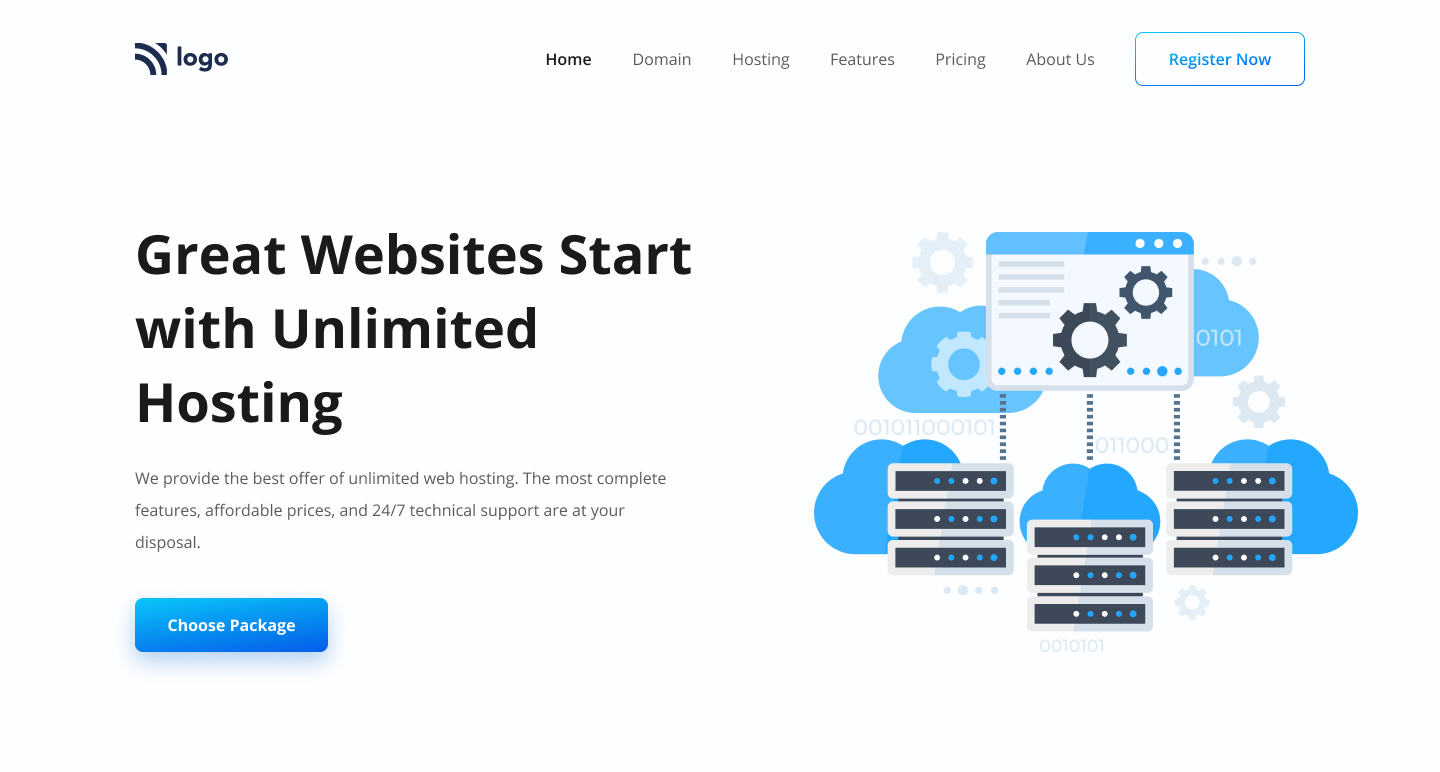 logo
Home Domain Hosting Features Pricing About Us Register Now
Great Websites Start
with Unlimited
Hosting
We provide the best offer of unlimited web hosting. The most complete
features, affordable prices, and 24/7 technical support are at your
disposal.
Choose Package
0101
001011000101
011000
0010101